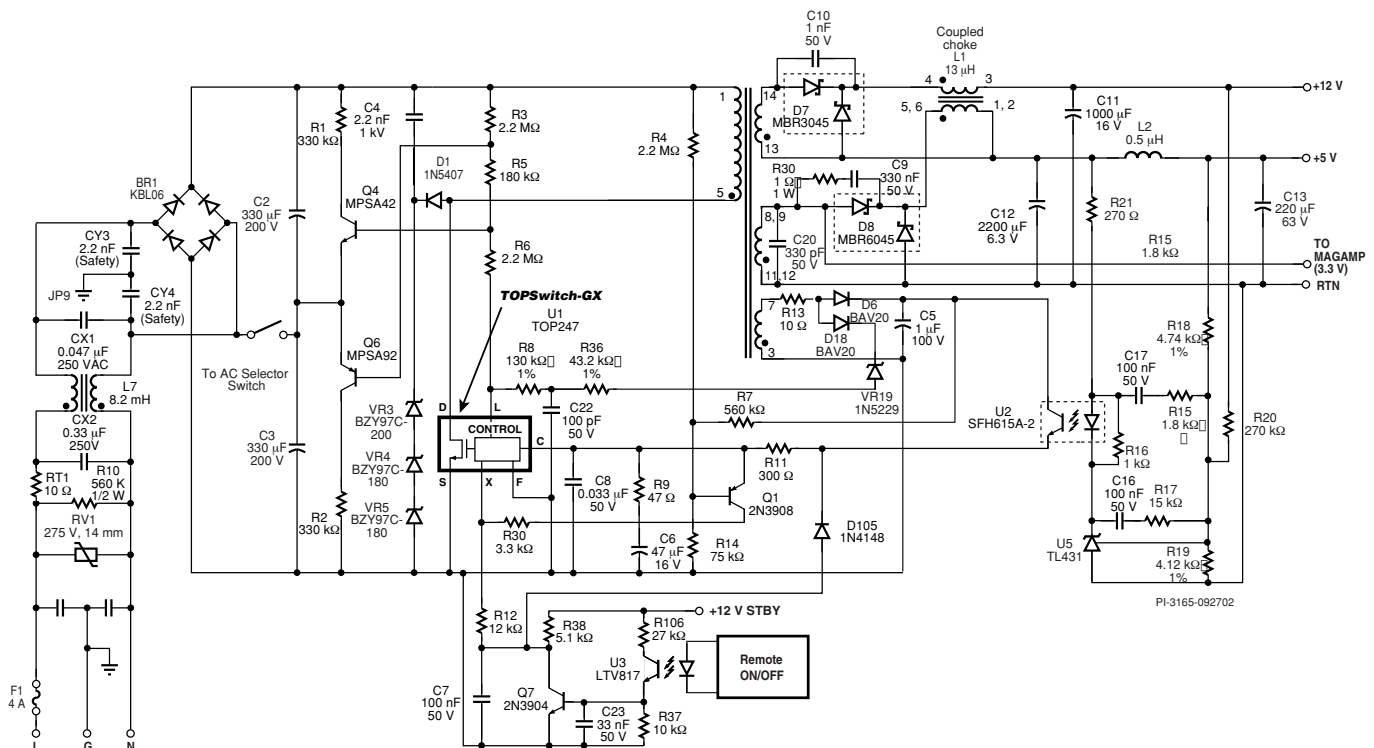 C10
1 nF
50 V
Coupled
choke
L1
13 µH
4
3
5, 6
1, 2
+12 V
1
14
D7
MBR3045
13
C11
1000 µF
16 V
L2
0.5 µH
+5 V
C4
2.2 nF
1 kV
R1
330 kΩ
R3
2.2 MΩ
R4
2.2 MΩ
R5
180 kΩ
D1
1N5407
5
R30
1 Ω▯
1 W
C9
330 nF
50 V
8, 9
D8
MBR6045
C20
330 pF
50 V
11,12
C12
2200 µF
6.3 V
R21
270 Ω
R15
1.8 kΩ
C13
220 µF
63 V
TO
MAGAMP
(3.3 V)
RTN
BR1
KBL06
C2
330 µF
200 V
Q4
MPSA42
CY3
2.2 nF
(Safety)
JP9
CY4
2.2 nF
(Safety)
R6
2.2 MΩ
TOPSwitch-GX
U1
TOP247
7
R13
10 Ω
D6
BAV20
D18
BAV20
C5
1 µF
100 V
3
CX1
0.047 µF
250 VAC
To AC Selector
Switch
Q6
MPSA92
R8
130 kΩ▯
1%
R36
43.2 kΩ▯
1%
VR19
1N5229
R18
4.74 kΩ▯
1%
L7
8.2 mH
CX2
0.33 µF
250V
VR3
BZY97C-
200
D
L
CONTROL
C
S
X
F
C22
100 pF
50 V
R7
560 kΩ
U2
SFH615A-2
C17
100 nF
50 V
R15
1.8 kΩ▯
▯
R20
270 kΩ
R16
1 kΩ
C3
330 µF
200 V
VR4
BZY97C-
180
RT1
10 Ω
R10
560 K
1/2 W
RV1
275 V, 14 mm
R2
330 kΩ
VR5
BZY97C-
180
C8
0.033 µF
50 V
R9
47 Ω
R11
300 Ω
Q1
2N3908
R30
3.3 kΩ
C6
47 µF
16 V
R14
75 kΩ
D105
1N4148
C16
100 nF
50 V
R17
15 kΩ
U5
TL431
R19
4.12 kΩ▯
1%
PI-3165-092702
+12 V STBY
R12
12 kΩ
R38
5.1 kΩ
R106
27 kΩ
U3
LTV817
Remote
ON/OFF
C7
100 nF
50 V
Q7
2N3904
C23
33 nF
50 V
R37
10 kΩ
F1
4 A
L
G
N